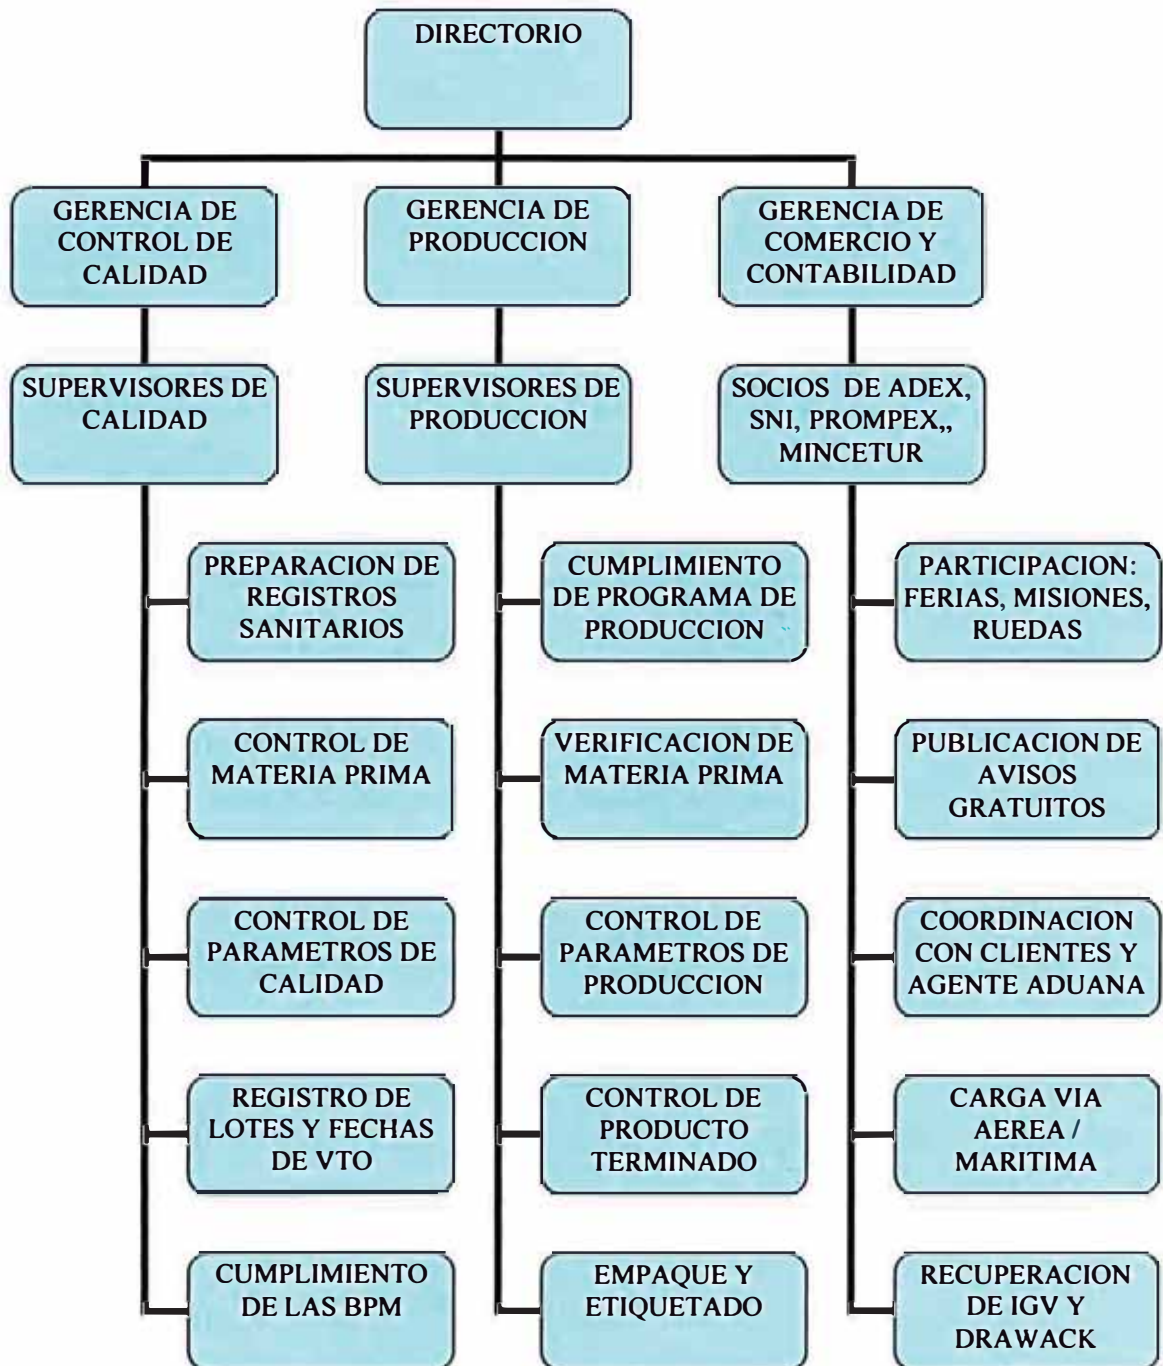 DIRECTORIO
GERENCIA DE
CONTROL DE
CALIDAD
GERENCIA DE
PRODUCCION
GERENCIA DE
COMERCIO Y
CONTABILIDAD
SUPERVISORES DE
CALIDAD
SUPERVISORES DE
PRODUCCION
SOCIOS DE ADEX,
SNI, PROMPEX,,
MINCETUR
PREPARACION DE
REGISTROS
SANITARIOS
CUMPLIMIENTO
DE PROGRAMA DE
PRODUCCION
PARTICIPACION:
FERIAS, MISIONES,
RUEDAS
CONTROL DE
MATERIA PRIMA
VERIFICACION DE
MATERIA PRIMA
PUBLICACION DE
AVISOS
GRATUITOS
CONTROL DE
PARAMETROS DE
CALIDAD
CONTROL DE
PARAMETROS DE
PRODUCCION
COORDINACION
CON CLIENTES Y
AGENTE ADUANA
REGISTRO DE
LOTES Y FECHAS
DE VTO
CONTROL DE
PRODUCTO
TERMINADO
CARGA VIA
AEREA /
MARITIMA
CUMPLIMIENTO
DE LAS BPM
EMPAQUE Y
ETIQUETADO
RECUPERACION
DE IGV Y
DRAWACK